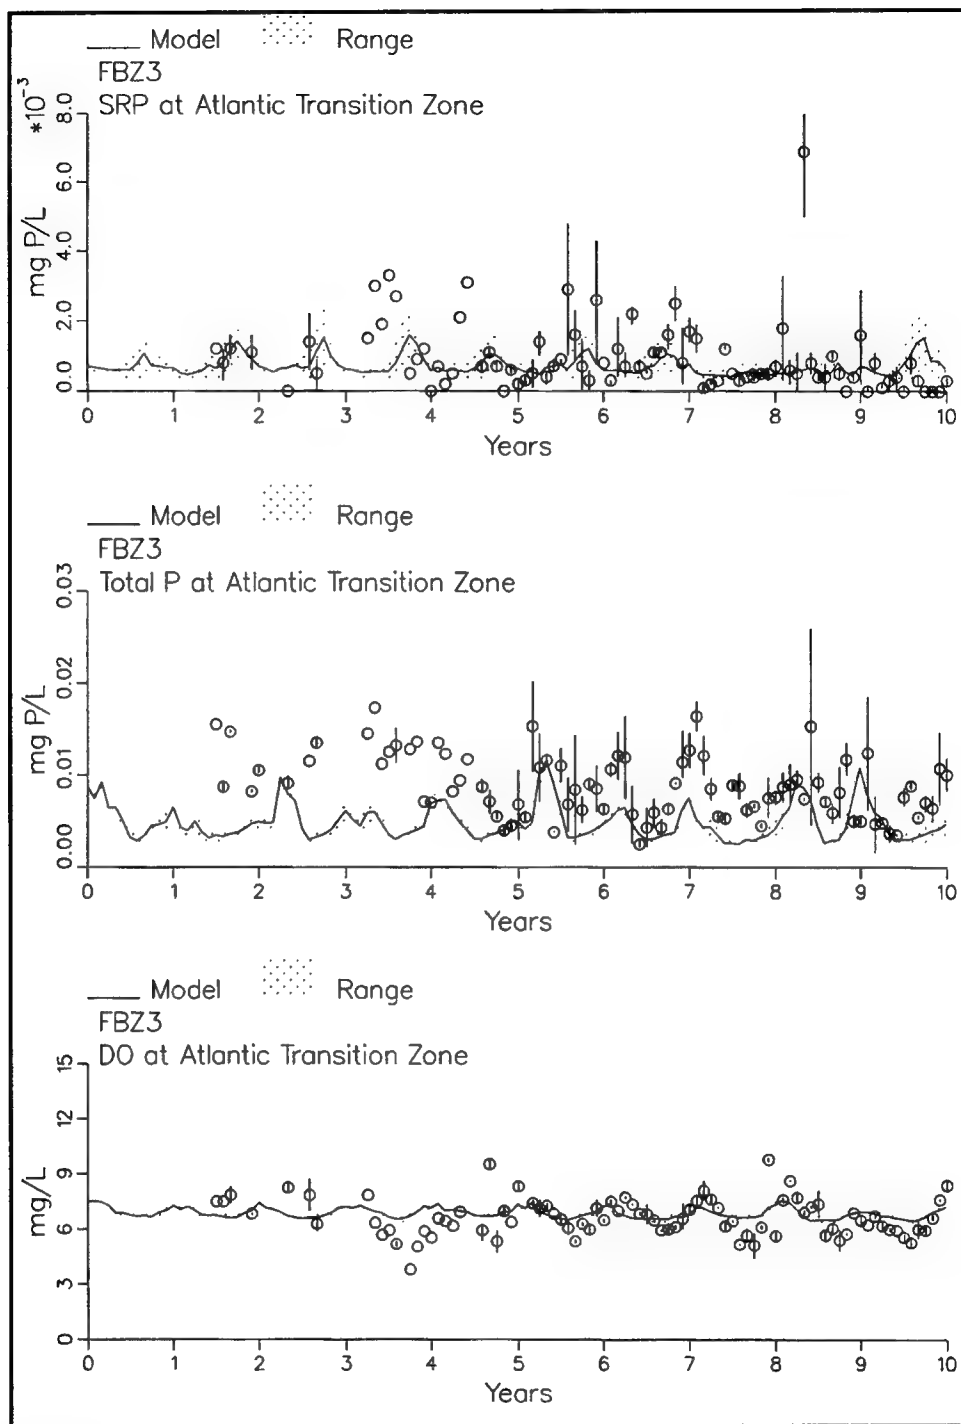 Model Range
FBZ3
SRP at Atlantic Transition Zone
mg P/L *10-3
8.0
6.0
4.0
2.0
0.0
0 1 2 3 4 5 6 7 8 9 10
Years
Model Range
FBZ3
Total P at Atlantic Transition Zone
mg P/L
0.03
0.02
0.01
0.00
0 1 2 3 4 5 6 7 8 9 10
Years
Model Range
FBZ3
DO at Atlantic Transition Zone
mg/L
15
12
9
6
3
0
0 1 2 3 4 5 6 7 8 9 10
Years